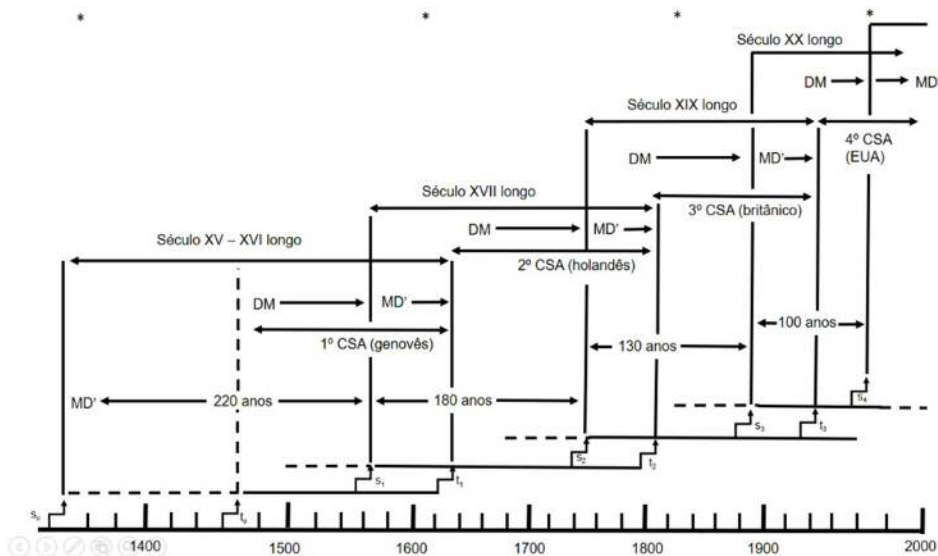 * * * *
Século XX longo
DM MD
Século XIX longo
4º CSA
(EUA)
DM MD'
Século XVII longo
3º CSA (britânico)
DM MD'
Século XV – XVI longo
2º CSA (holandês)
DM MD'
100 anos
1º CSA (genovês)
130 anos
MD' 220 anos 180 anos
s₄
s₃ t₃
s₂ t₂
s₁ t₁
s₀ t₀
1400 1500 1600 1700 1800 1900 2000